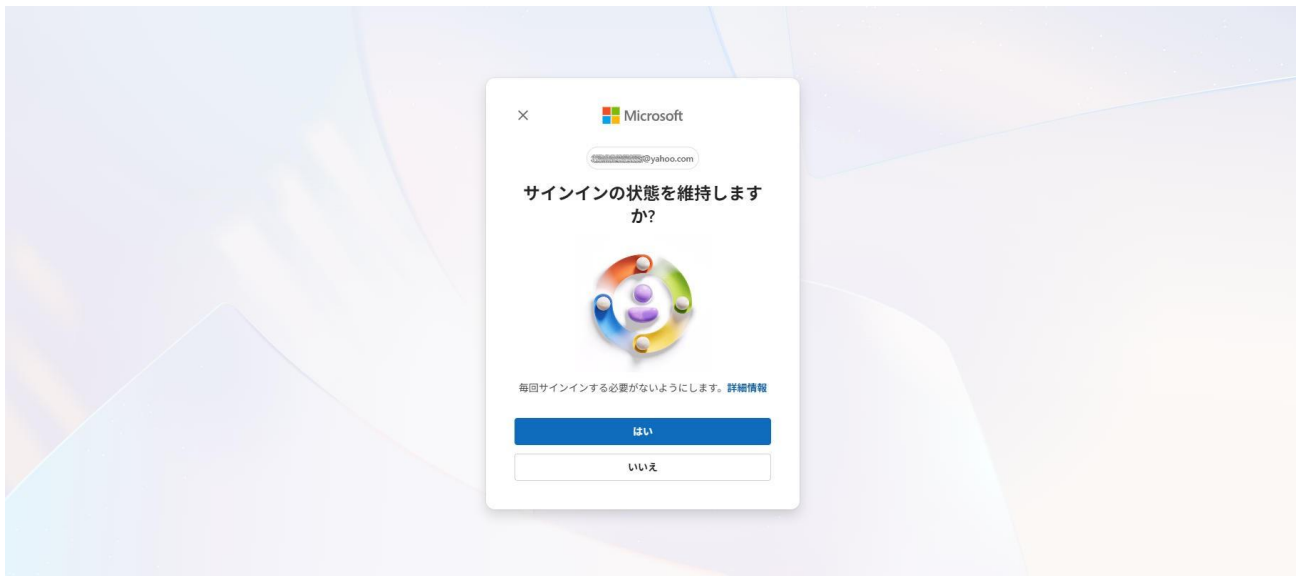 Microsoft
@yahoo.com
サインインの状態を維持します
か?
毎回サインインする必要がないようにします。詳細情報
はい
いいえ